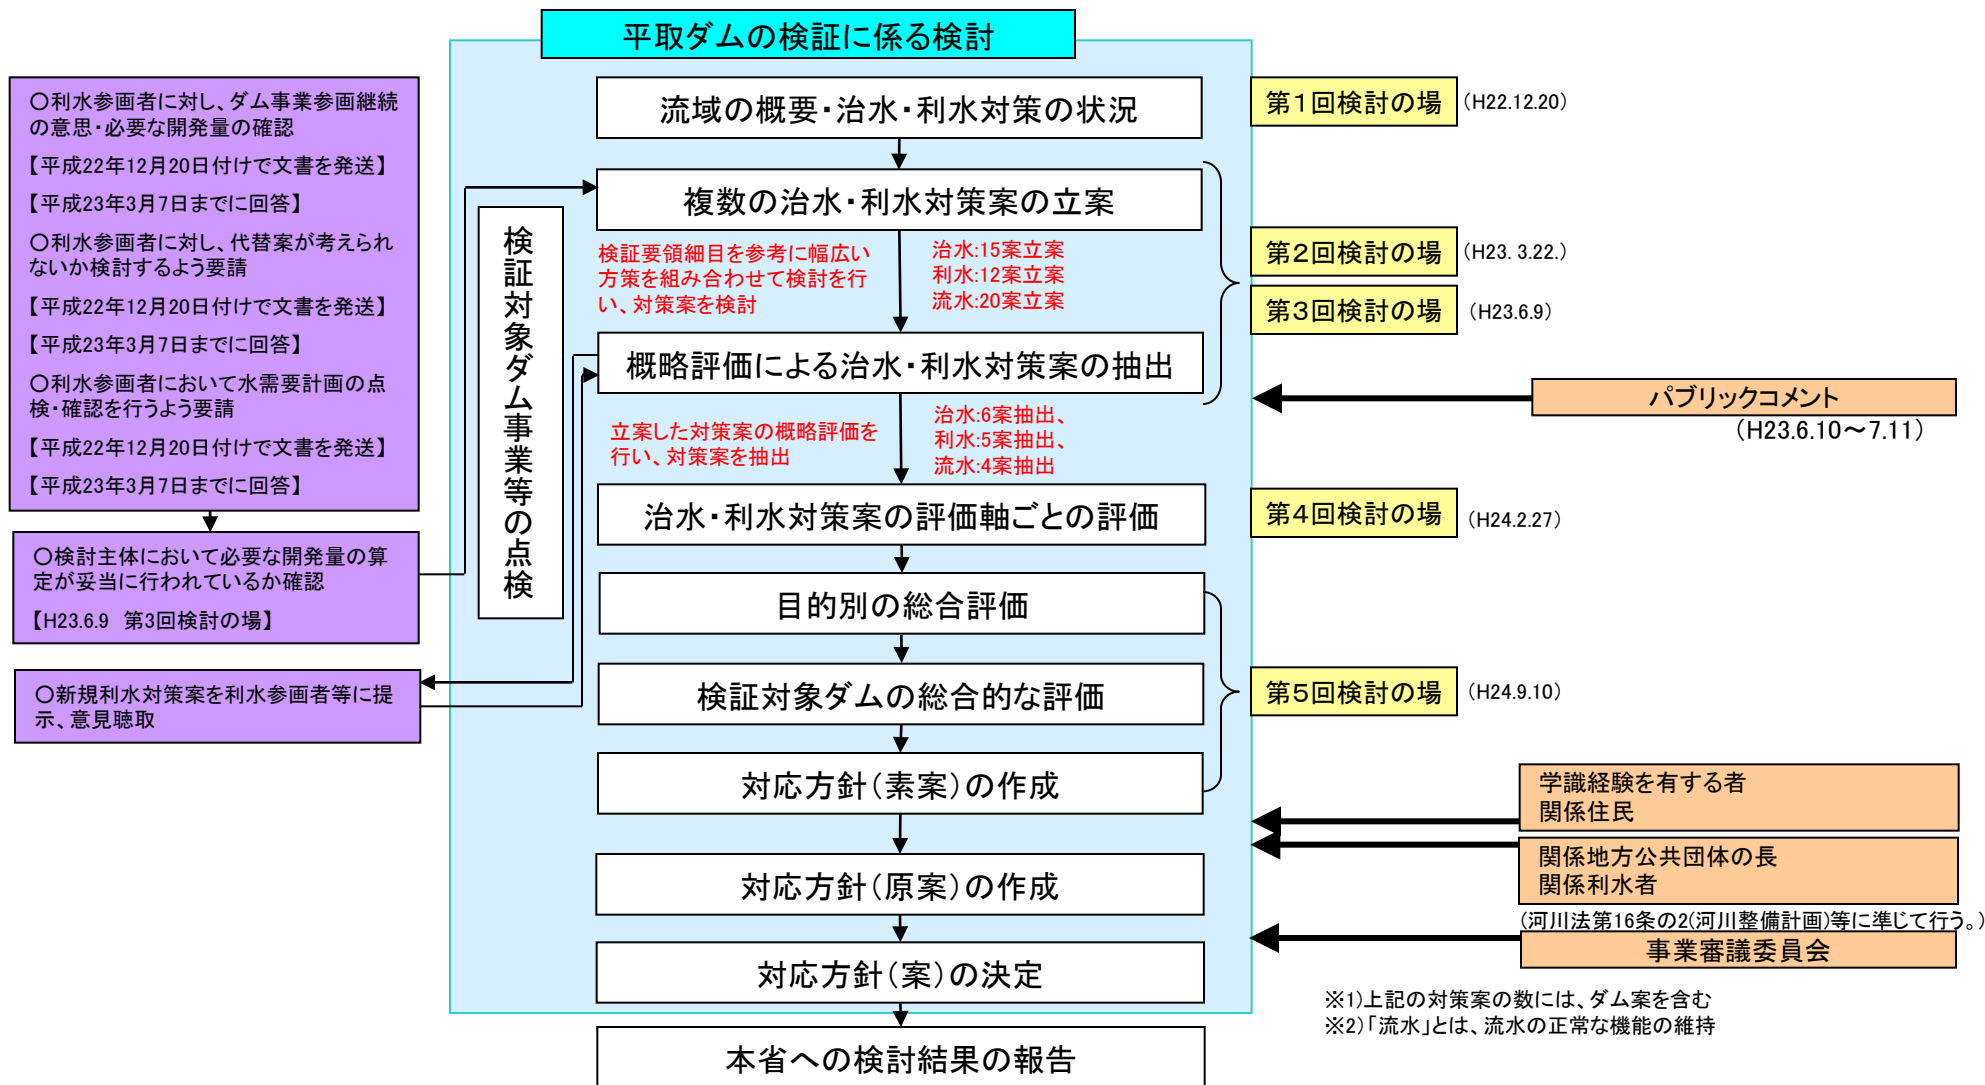 平取ダムの検証に係る検討
〇利水参画者に対し、ダム事業参画継続
の意思・必要な開発量の確認
【平成22年12月20日付けで文書を発送】
【平成23年3月7日までに回答】
〇利水参画者に対し、代替案が考えられ
ないか検討するよう要請
【平成22年12月20日付けで文書を発送】
【平成23年3月7日までに回答】
〇利水参画者において水需要計画の点
検・確認を行うよう要請
【平成22年12月20日付けで文書を発送】
【平成23年3月7日までに回答】
〇検討主体において必要な開発量の算
定が妥当に行われているか確認
【H23.6.9 第3回検討の場】
〇新規利水対策案を利水参画者等に提
示、意見聴取
検証対象ダム事業等の点検
流域の概要・治水・利水対策の状況
複数の治水・利水対策案の立案
検証要領細目を参考に幅広い
方策を組み合わせて検討を行
い、対策案を検討
治水:15案立案
利水:12案立案
流水:20案立案
概略評価による治水・利水対策案の抽出
立案した対策案の概略評価を
行い、対策案を抽出
治水:6案抽出、
利水:5案抽出、
流水:4案抽出
治水・利水対策案の評価軸ごとの評価
目的別の総合評価
検証対象ダムの総合的な評価
対応方針(素案)の作成
対応方針(原案)の作成
対応方針(案)の決定
本省への検討結果の報告
第1回検討の場 (H22.12.20)
第2回検討の場 (H23. 3.22.)
第3回検討の場 (H23.6.9)
パブリックコメント
(H23.6.10～7.11)
第4回検討の場 (H24.2.27)
第5回検討の場 (H24.9.10)
学識経験を有する者
関係住民
関係地方公共団体の長
関係利水者
(河川法第16条の2(河川整備計画)等に準じて行う。)
事業審議委員会
※1)上記の対策案の数には、ダム案を含む
※2)「流水」とは、流水の正常な機能の維持